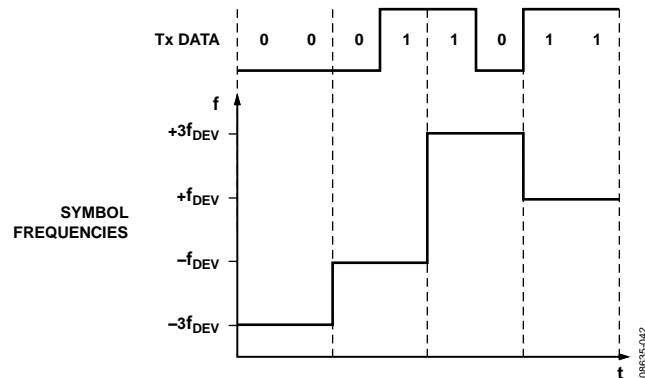 Tx DATA 0 0 0 1 1 0 1 1
f
+3fDEV
+fDEV
SYMBOL
FREQUENCIES
–fDEV
–3fDEV
t
08635-042